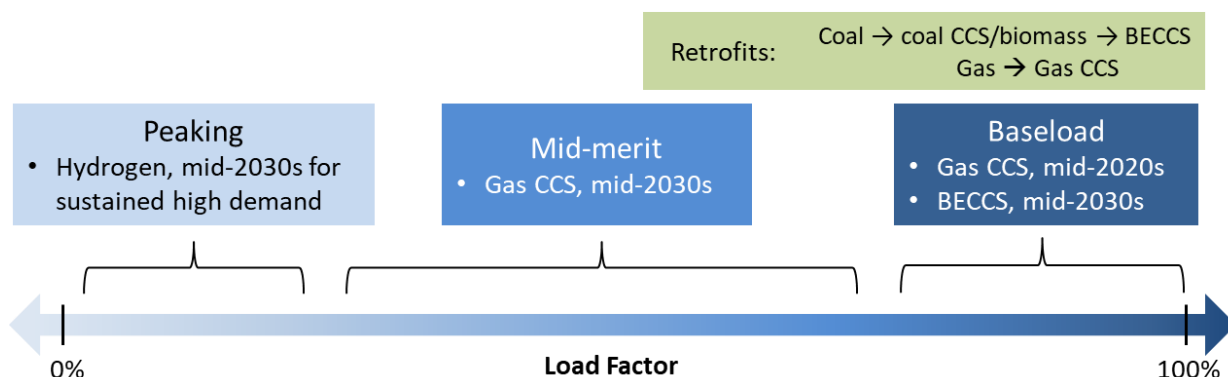 Retrofits:
Coal → coal CCS/biomass → BECCS
Gas → Gas CCS
Peaking
• Hydrogen, mid-2030s for
sustained high demand
Mid-merit
• Gas CCS, mid-2030s
Baseload
• Gas CCS, mid-2020s
• BECCS, mid-2030s
0%
Load Factor
100%